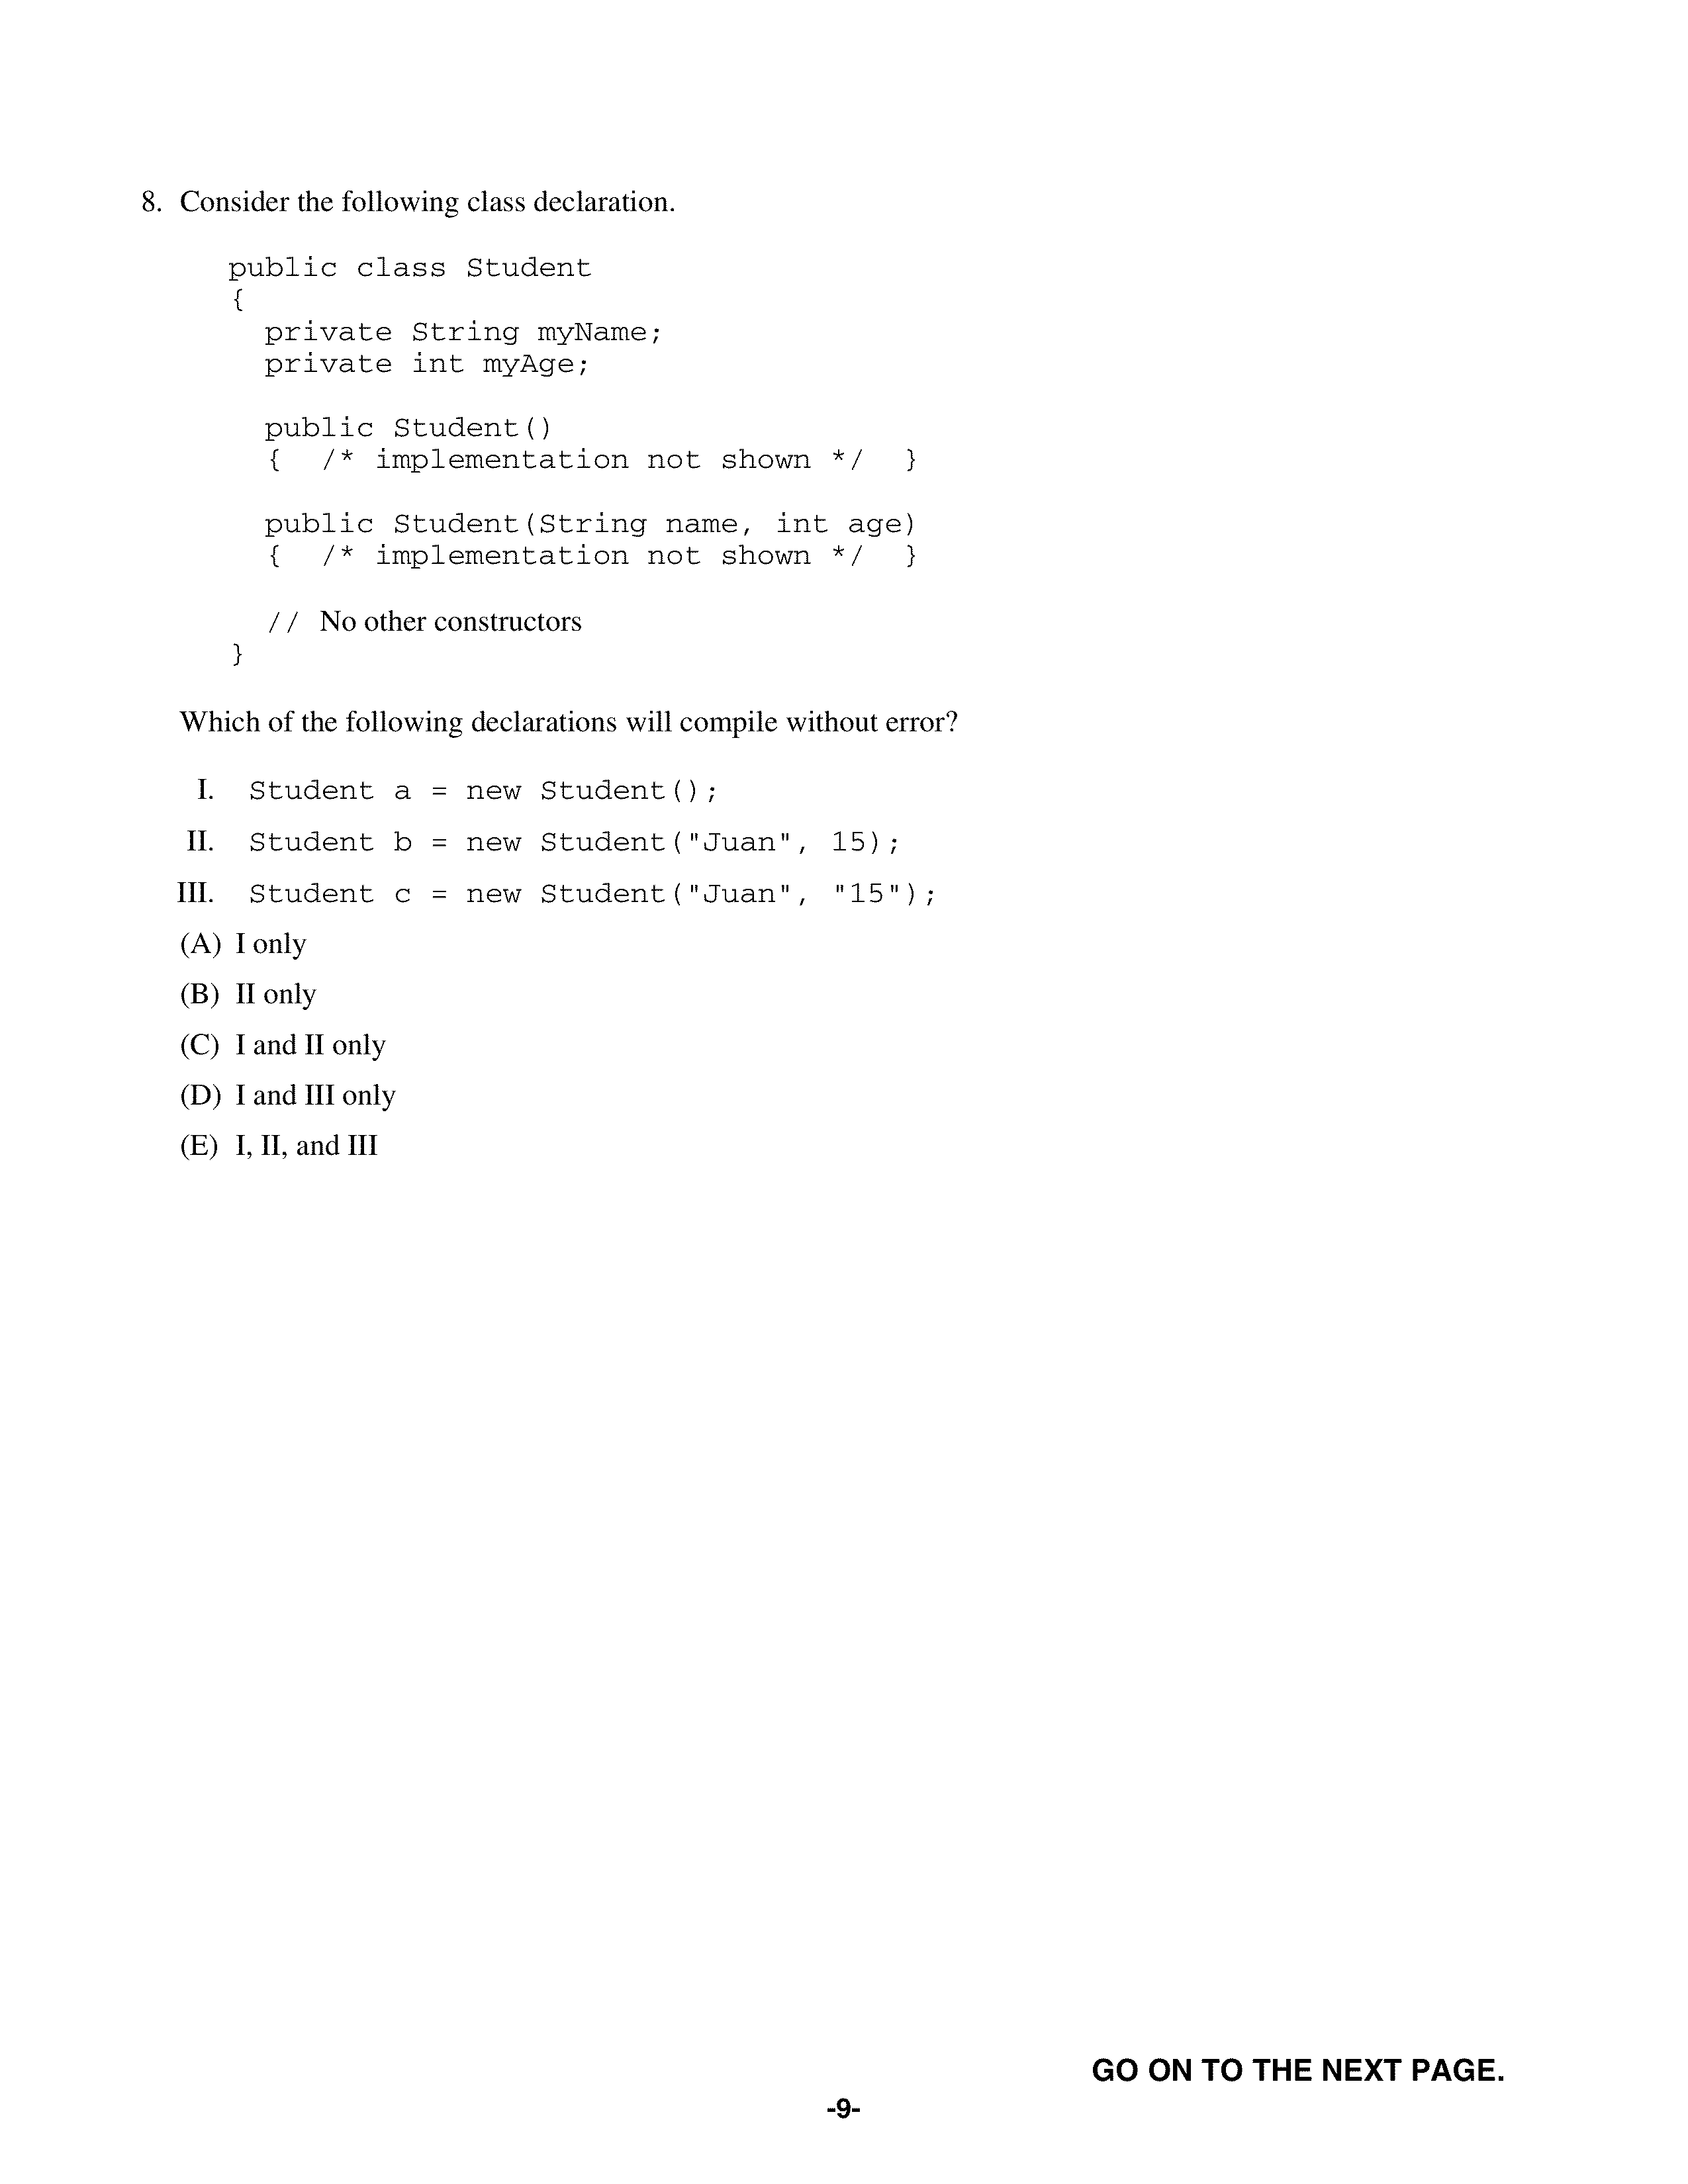 8. Consider the following class declaration.
public class Student
{
private String myName;
private int myAge;
public Student()
{ /* implementation not shown */ }
public Student(String name, int age)
{ /* implementation not shown */ }
// No other constructors
}
Which of the following declarations will compile without error?
I. Student a = new Student();
II. Student b = new Student("Juan", 15);
III. Student c = new Student("Juan", "15");
(A) I only
(B) II only
(C) I and II only
(D) I and III only
(E) I, II, and III
GO ON TO THE NEXT PAGE.
-9-